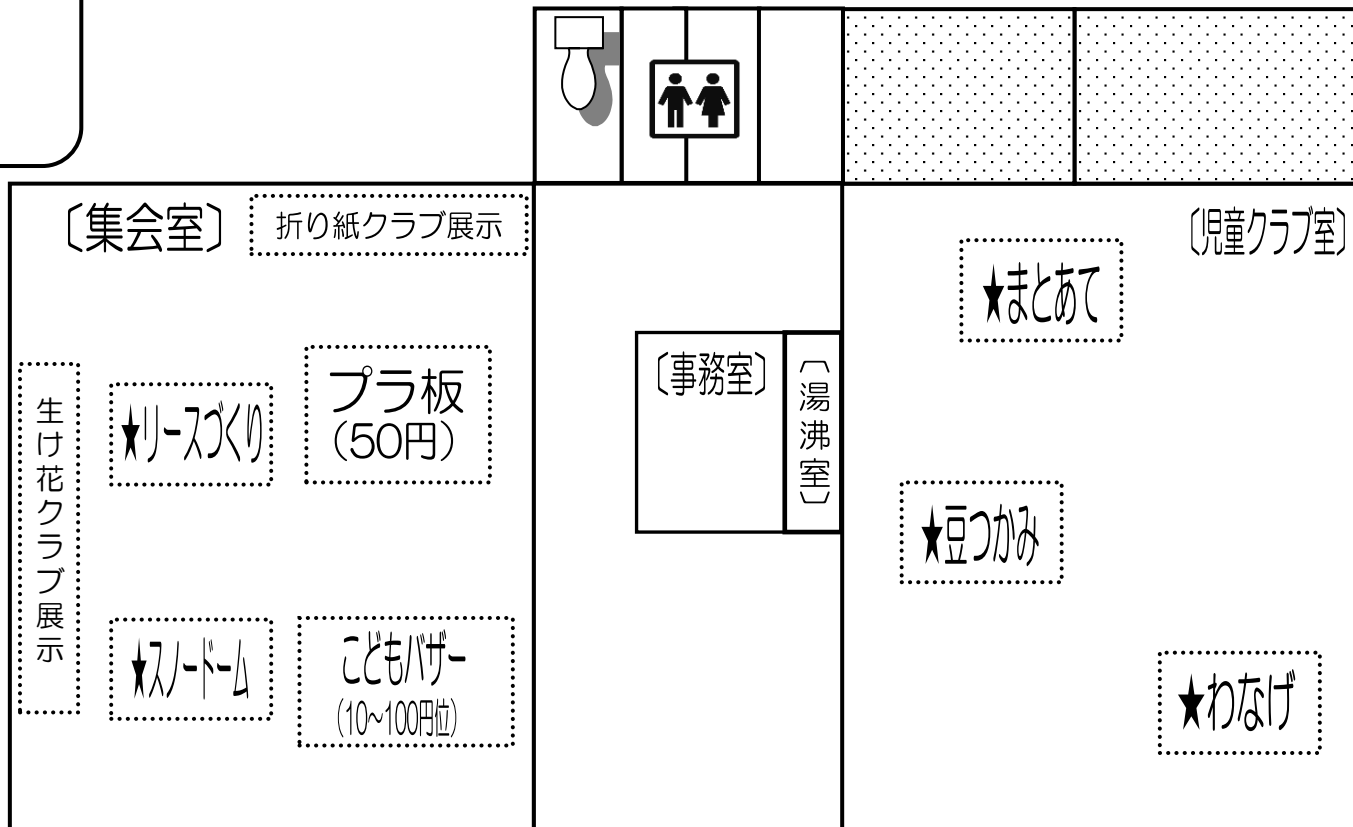 〔集会室〕
折り紙クラブ展示
〔児童クラブ室〕
★まとあて
生け花クラブ展示
★リースづくり
プラ板
(50円)
〔事務室〕
〔湯沸室〕
★豆つかみ
★スノードーム
こどもバザー
(10~100円位)
★わなげ